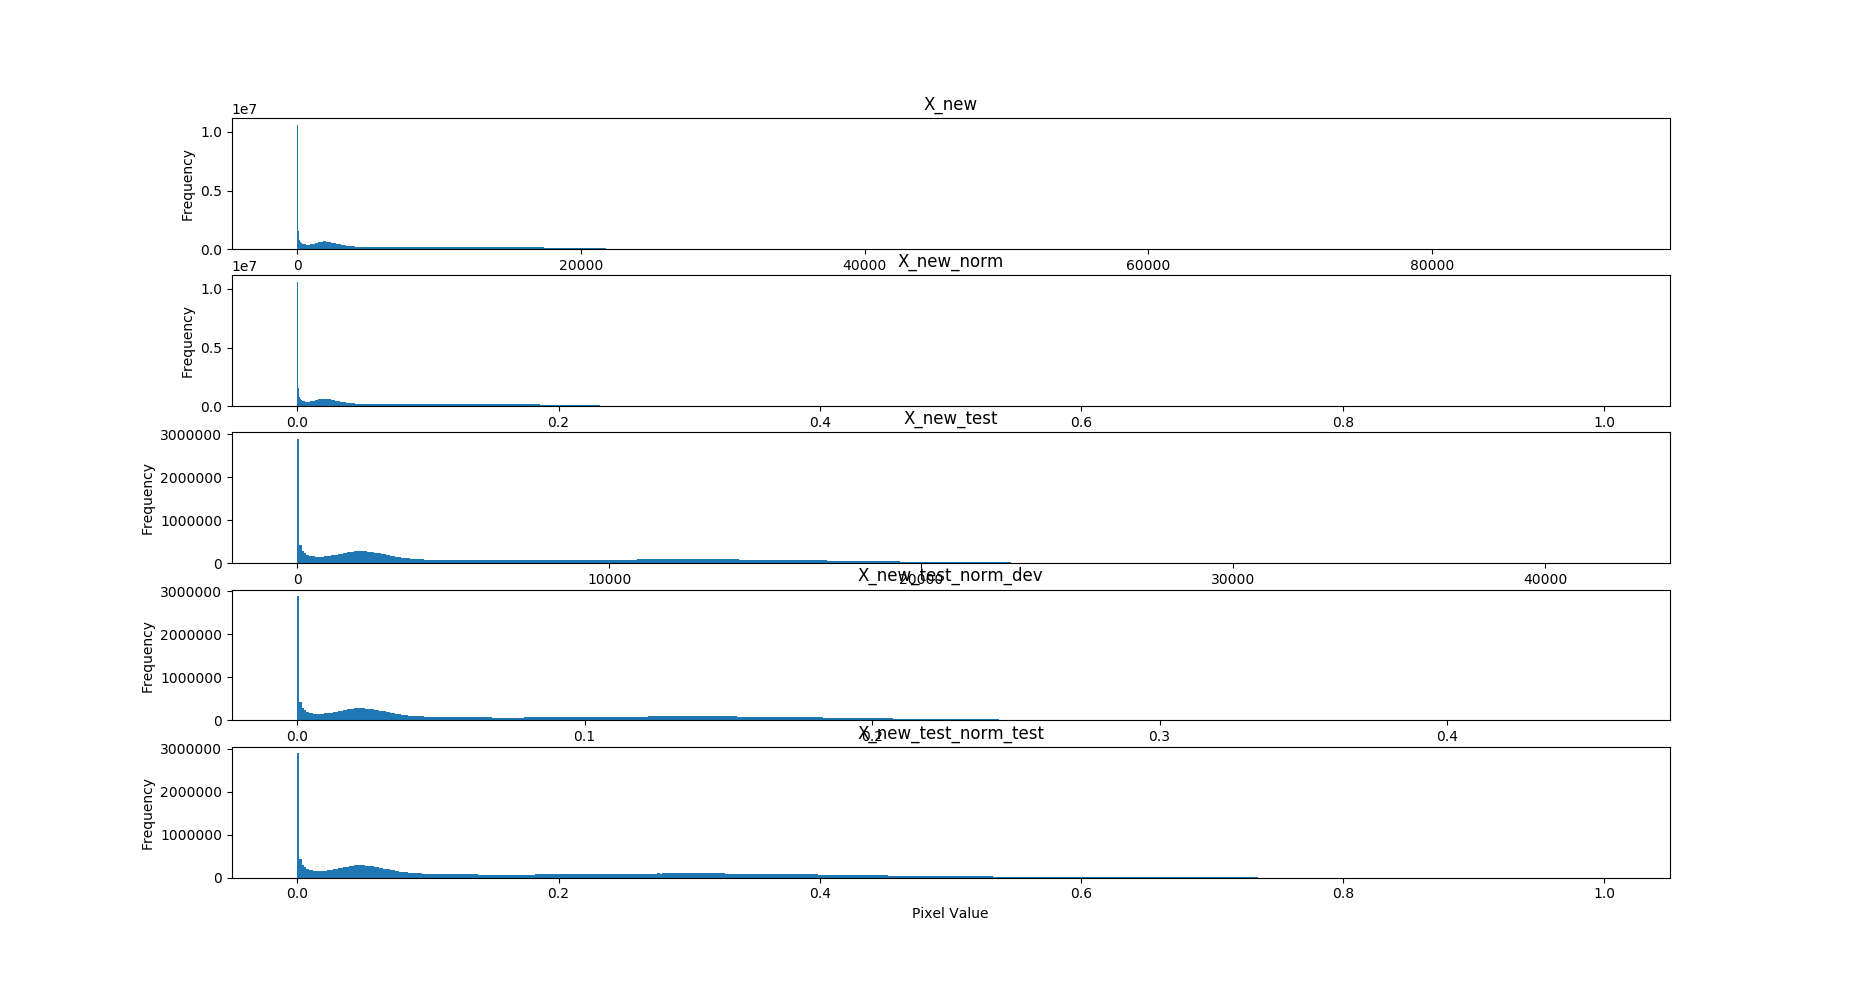 X_new
1e7
1.0
0.5
0.0
Frequency
0 20000 40000 60000 80000
X_new_norm
1e7
1.0
0.5
0.0
Frequency
0.0 0.2 0.4 0.6 0.8 1.0
X_new_test
3000000
2000000
1000000
0
Frequency
0 10000 20000 30000 40000
X_new_test_norm_dev
3000000
2000000
1000000
0
Frequency
0.0 0.1 0.2 0.3 0.4
X_new_test_norm_test
3000000
2000000
1000000
0
Frequency
0.0 0.2 0.4 0.6 0.8 1.0
Pixel Value